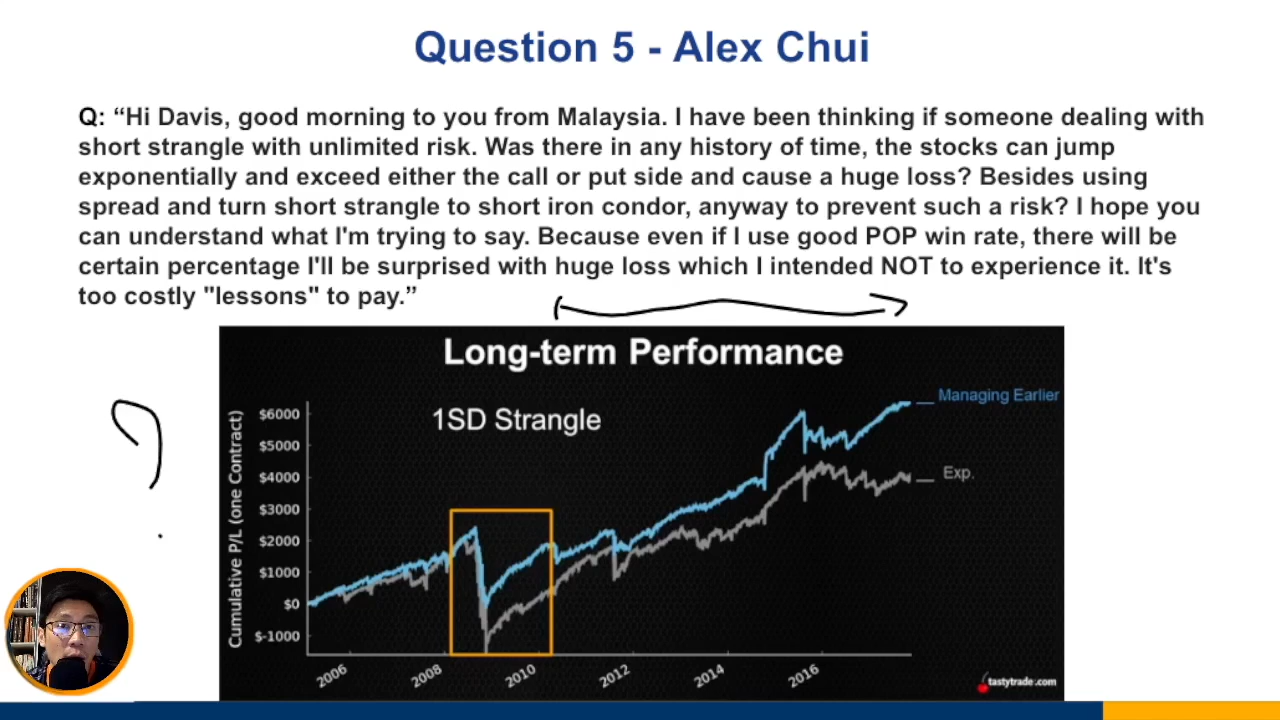 Question 5 - Alex Chui
Q: “Hi Davis, good morning to you from Malaysia. I have been thinking if someone dealing with
short strangle with unlimited risk. Was there in any history of time, the stocks can jump
exponentially and exceed either the call or put side and cause a huge loss? Besides using
spread and turn short strangle to short iron condor, anyway to prevent such a risk? I hope you
can understand what I'm trying to say. Because even if I use good POP win rate, there will be
certain percentage I'll be surprised with huge loss which I intended NOT to experience it. It's
too costly "lessons" to pay.”
Long-term Performance
1SD Strangle
Managing Earlier
Exp.
Cumulative P/L (one Contract)
$6000
$5000
$4000
$3000
$2000
$1000
$0
$-1000
2006
2008
2010
2012
2014
2016
tastytrade.com
?